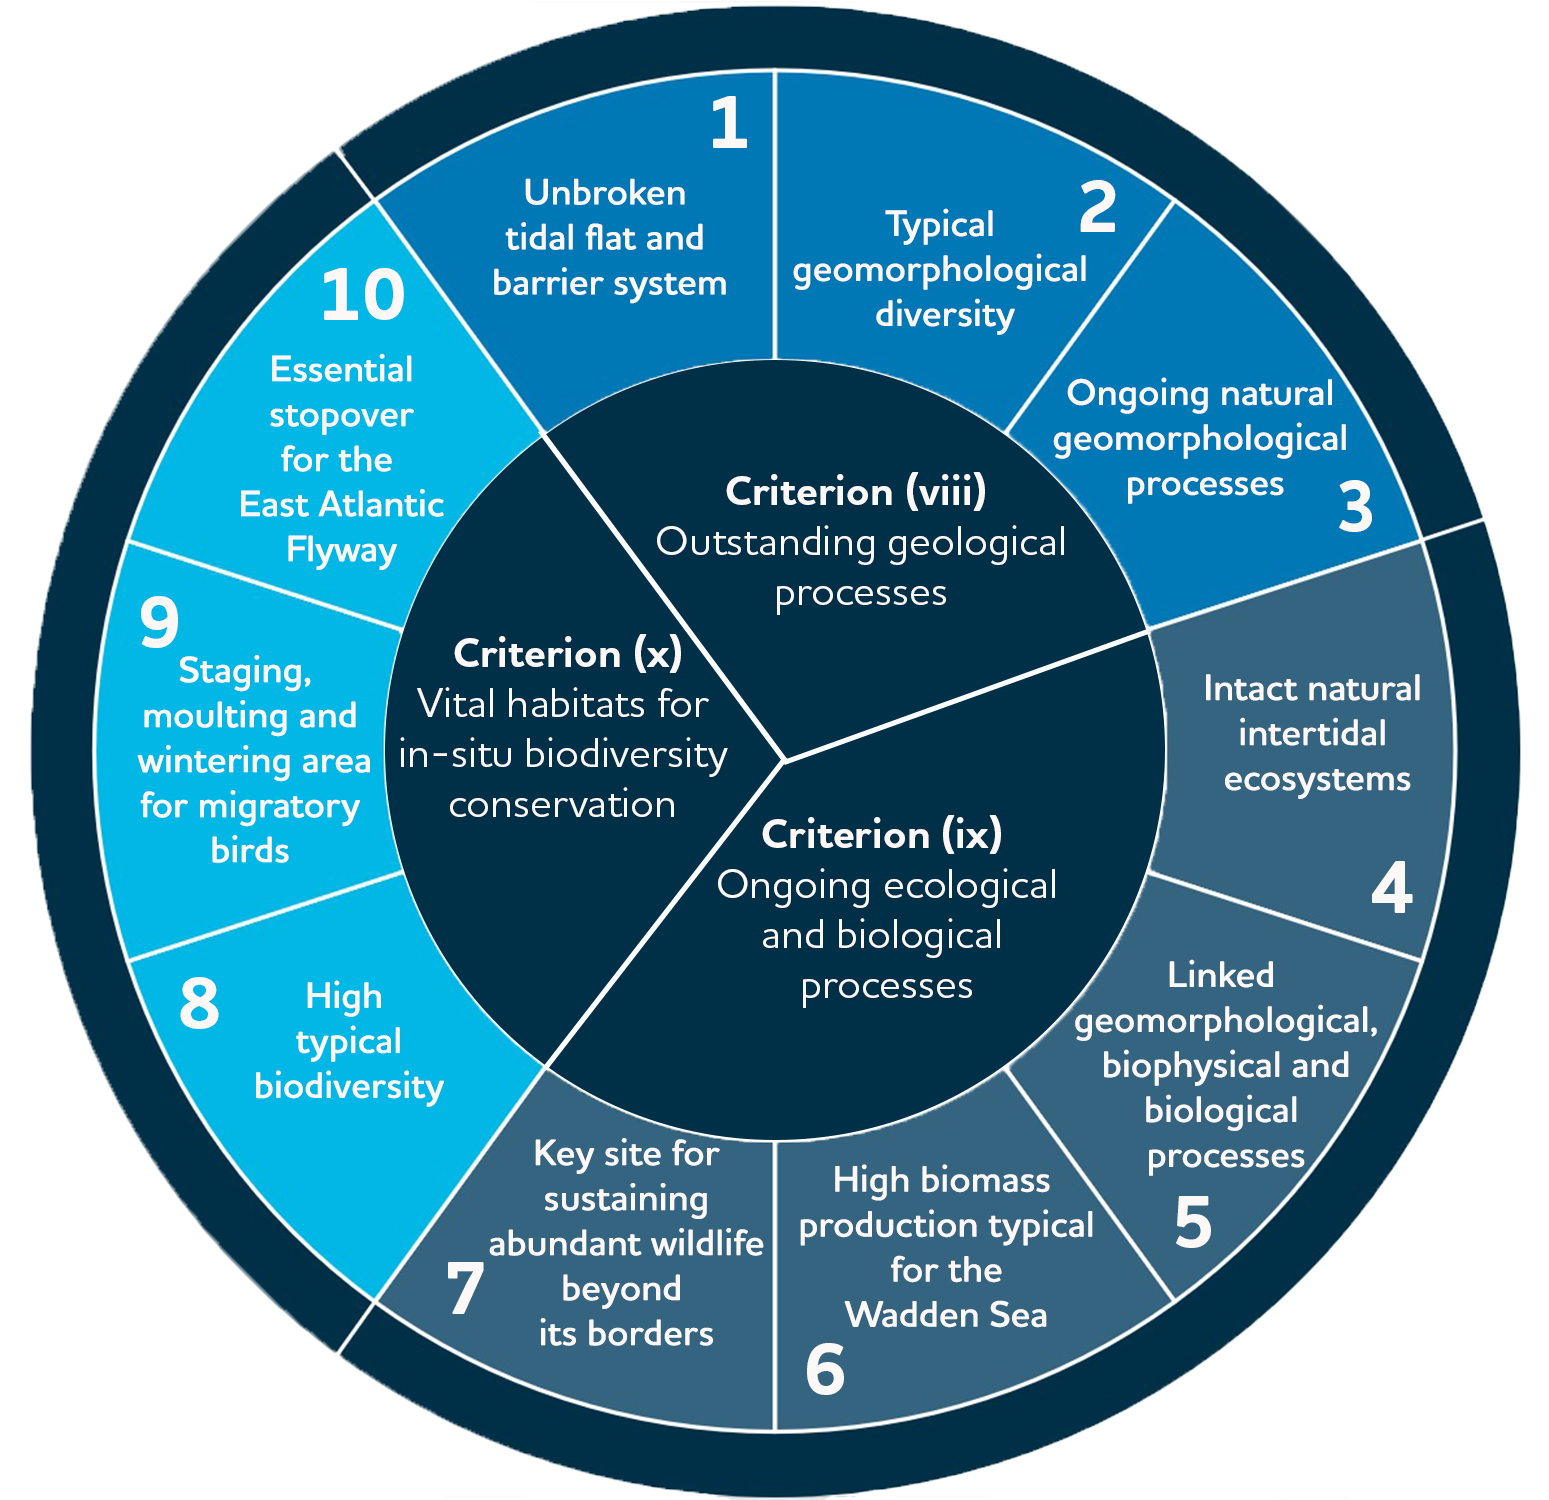 1
Unbroken
tidal flat and
barrier system
2
Typical
geomorphological
diversity
Ongoing natural
geomorphological
processes
3
Intact natural
intertidal
ecosystems
4
Linked
geomorphological,
biophysical and
biological
processes
5
High biomass
production typical
for the
Wadden Sea
6
Key site for
sustaining
abundant wildlife
beyond
its borders
7
8
High
typical
biodiversity
9
Staging,
moulting and
wintering area
for migratory
birds
10
Essential
stopover
for the
East Atlantic
Flyway
Criterion (viii)
Outstanding geological
processes
Criterion (ix)
Ongoing ecological
and biological
processes
Criterion (x)
Vital habitats for
in-situ biodiversity
conservation